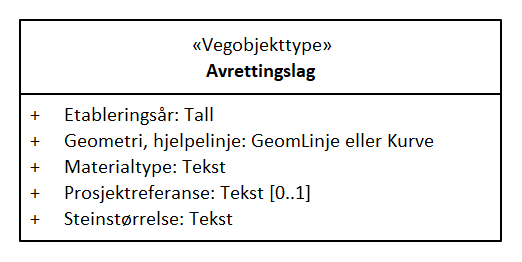 «Vegobjekttype»
Avrettingslag
+ Etableringsår: Tall
+ Geometri, hjelpelinje: GeomLinje eller Kurve
+ Materialtype: Tekst
+ Prosjektreferanse: Tekst [0..1]
+ Steinstørrelse: Tekst